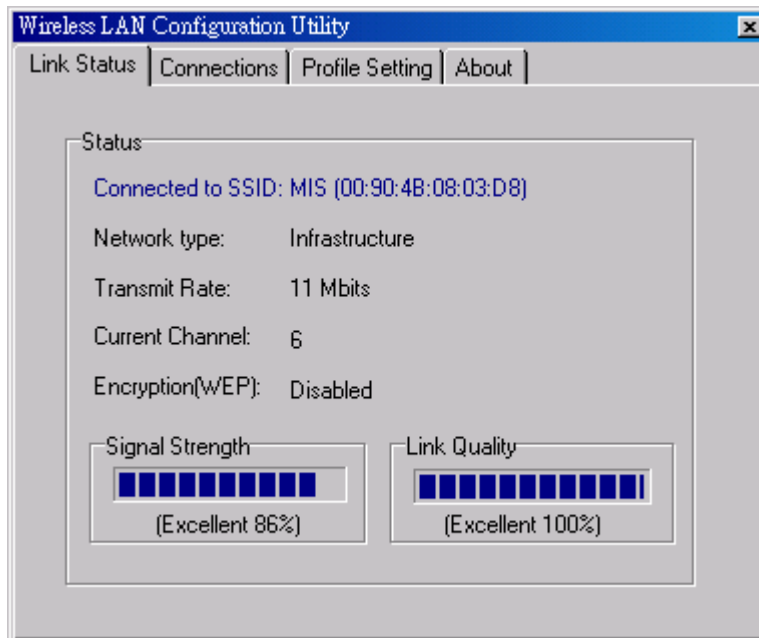 Wireless LAN Configuration Utility
Link Status Connections Profile Setting About
Status
Connected to SSID: MIS (00:90:4B:08:03:D8)
Network type: Infrastructure
Transmit Rate: 11 Mbits
Current Channel: 6
Encryption(WEP): Disabled
Signal Strength Link Quality
(Excellent 86%) (Excellent 100%)